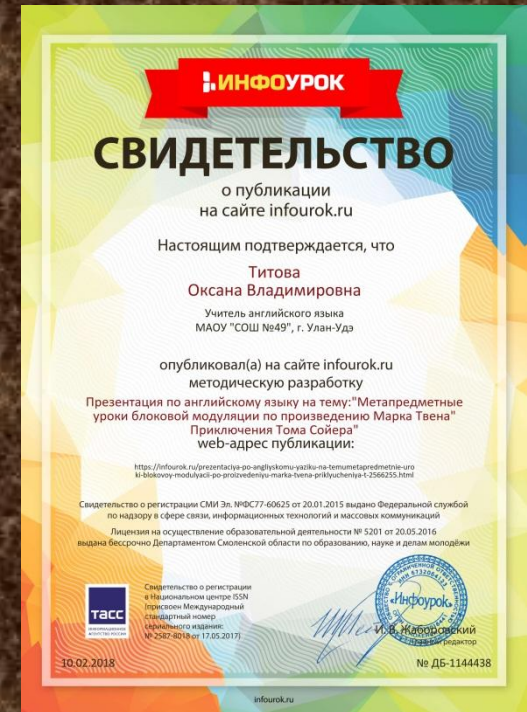 ИНФОУРОК
СВИДЕТЕЛЬСТВО
о публикации
на сайте infourok.ru
Настоящим подтверждается, что
Титова
Оксана Владимировна
Учитель английского языка
МАОУ "СОШ №49", г. Улан-Удэ
опубликовал(а) на сайте infourok.ru
методическую разработку
Презентация по английскому языку на тему:"Метапредметные
уроки блоковой модуляции по произведению Марка Твена"
Приключения Тома Сойера"
web-адрес публикации:
https://infourok.ru/prezentaciya-po-angliyskomu-yaziku-na-temumetapredmetnie-uro
ki-blokovoy-modulyacii-po-proizvedeniyu-marka-tvena-priklyucheniya-t-2566255.html
Свидетельство о регистрации СМИ Эл. №ФС77-60625 от 20.01.2015 выдано Федеральной службой
по надзору в сфере связи, информационных технологий и массовых коммуникаций
Лицензия на осуществление образовательной деятельности № 5201 от 20.05.2016
выдана бессрочно Департаментом Смоленской области по образованию, науке и делам молодёжи
ТАСС
ИНФОРМАЦИОННОЕ
АГЕНТСТВО РОССИИ
Свидетельство о регистрации
в Национальном центре ISSN
(присвоен Международный
стандартный номер
сериального издания:
№ 2587-8018 от 17.05.2017)
«Инфоурок»
И. В. Жаборовский
Главный редактор
10.02.2018
№ ДБ-1144438
infourok.ru